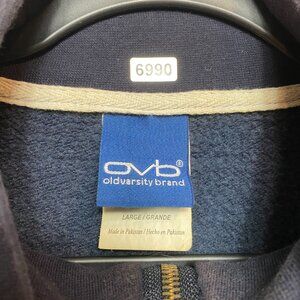 6990
ovb®
oldvarsity brand
LARGE / GRANDE
Made in Pakistan / Hecho en Pakistan